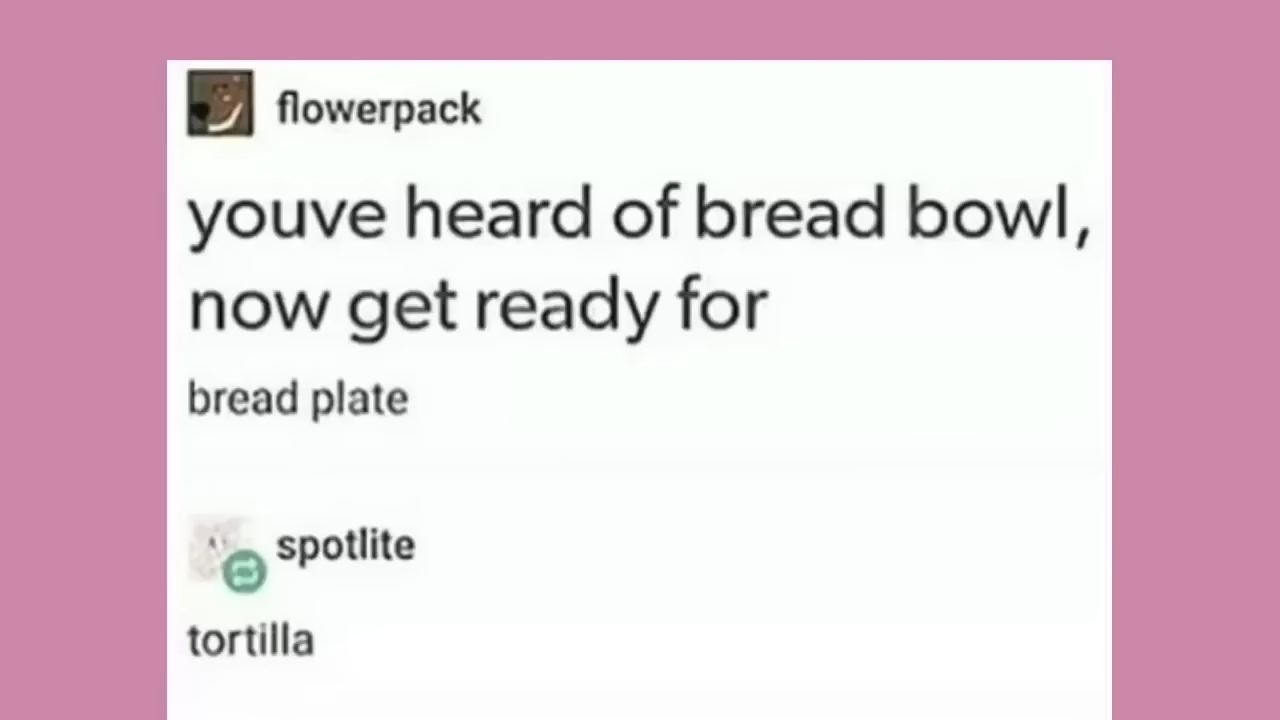 flowerpack
youve heard of bread bowl,
now get ready for
bread plate
spotlite
tortilla